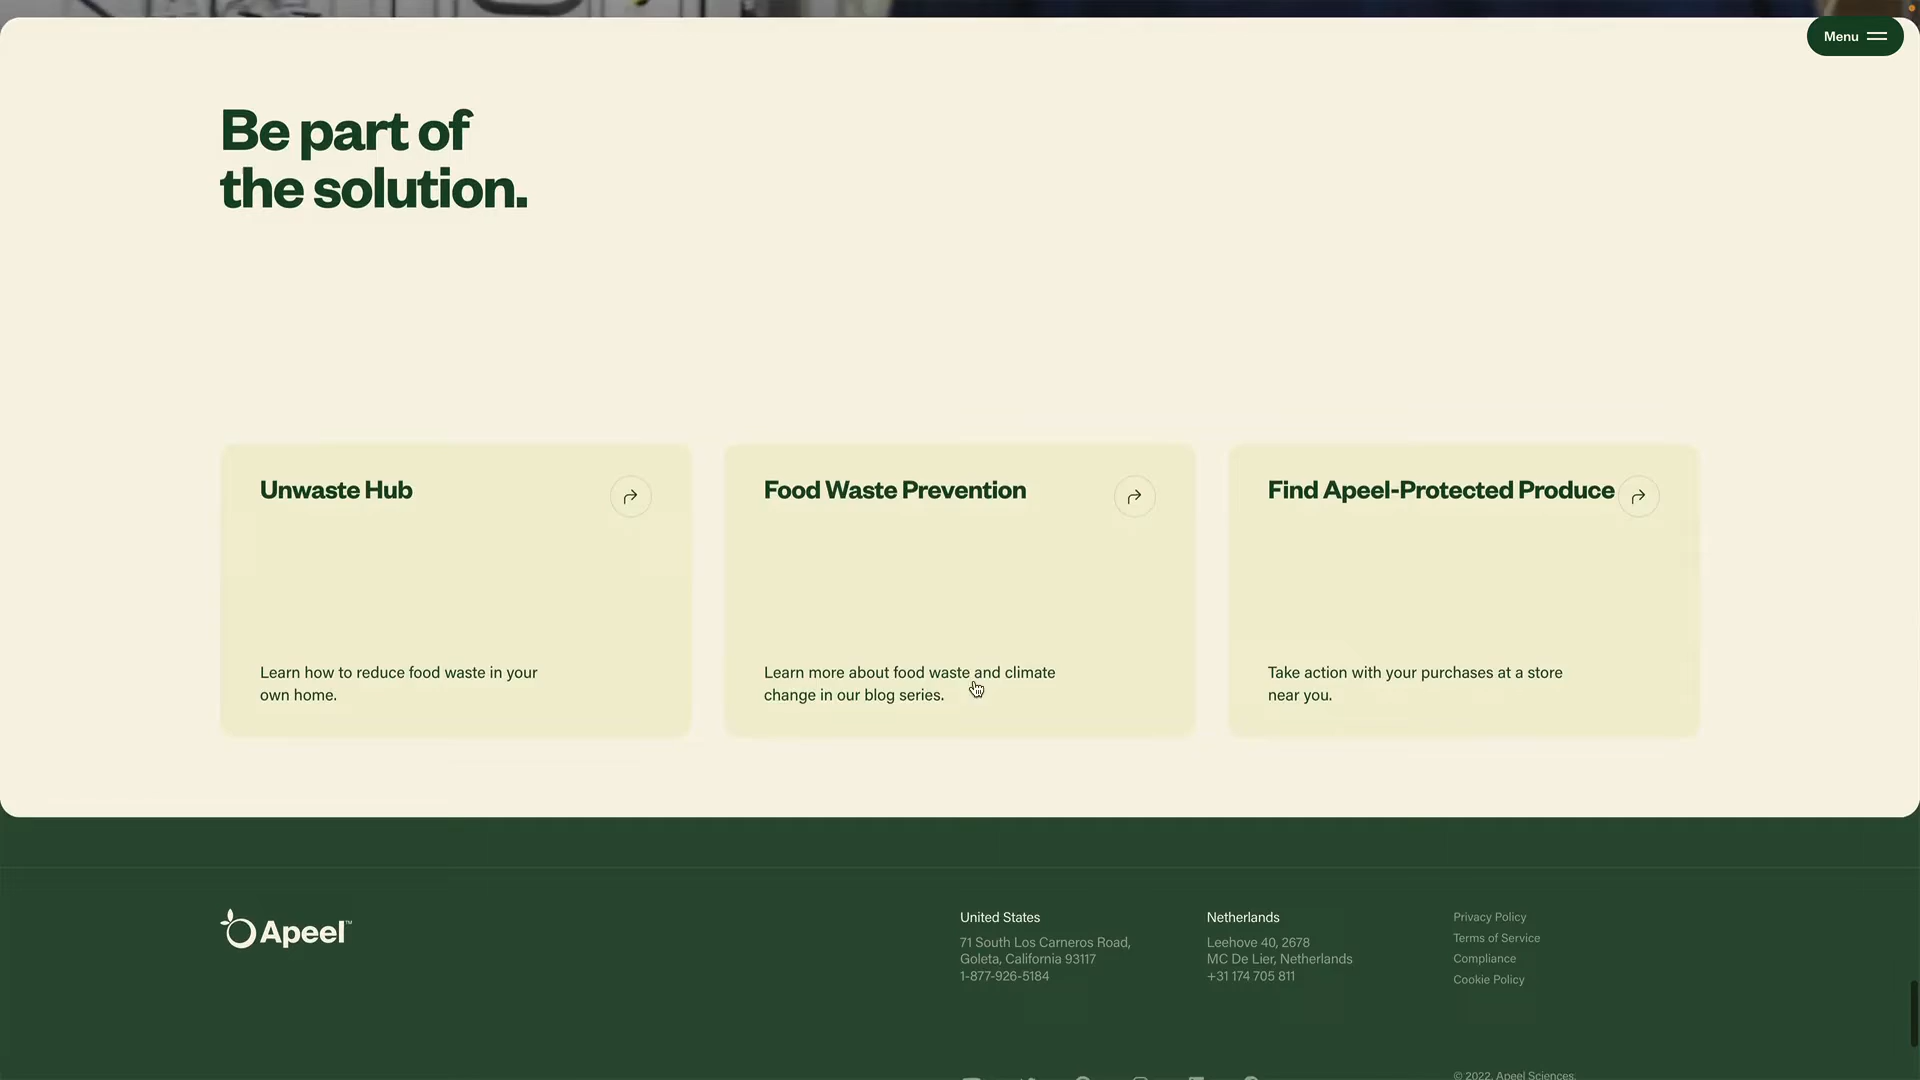 Menu
Be part of
the solution.
Unwaste Hub
Food Waste Prevention
Find Apeel-Protected Produce
Learn how to reduce food waste in your
own home.
Learn more about food waste and climate
change in our blog series.
Take action with your purchases at a store
near you.
Apeel™
United States
71 South Los Carneros Road,
Goleta, California 93117
1-877-926-5184
Netherlands
Leehove 40, 2678
MC De Lier, Netherlands
+31 174 705 811
Privacy Policy
Terms of Service
Compliance
Cookie Policy
© 2022, Apeel Sciences.